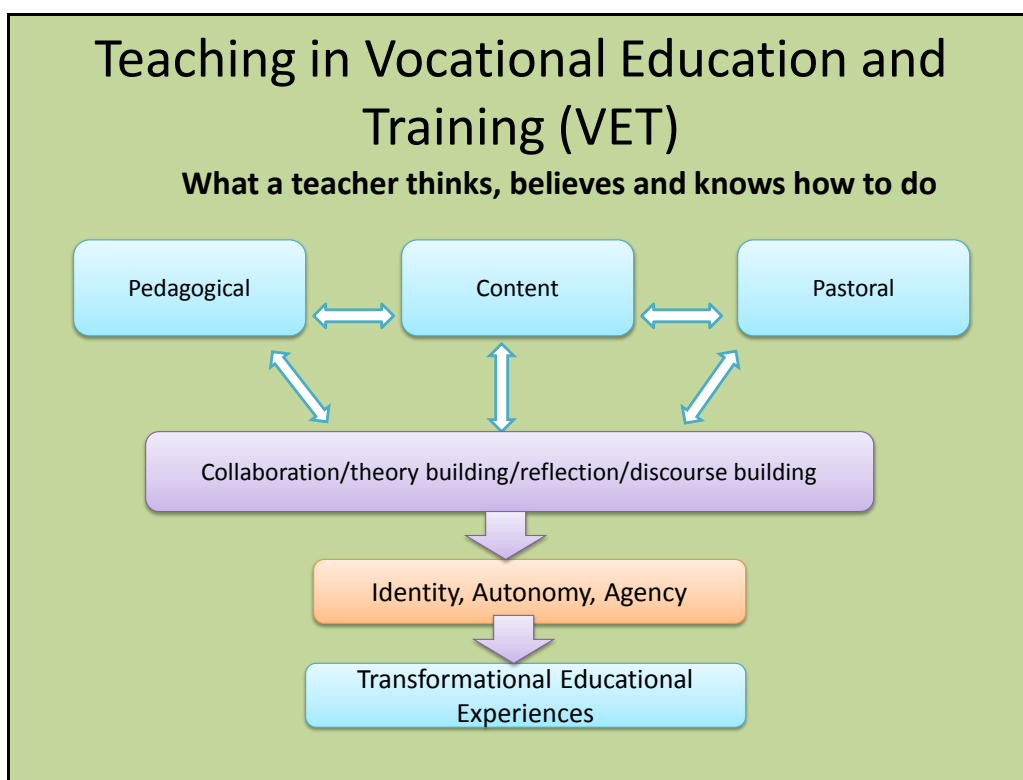 Teaching in Vocational Education and
Training (VET)
What a teacher thinks, believes and knows how to do
Pedagogical
Content
Pastoral
Collaboration/theory building/reflection/discourse building
Identity, Autonomy, Agency
Transformational Educational
Experiences